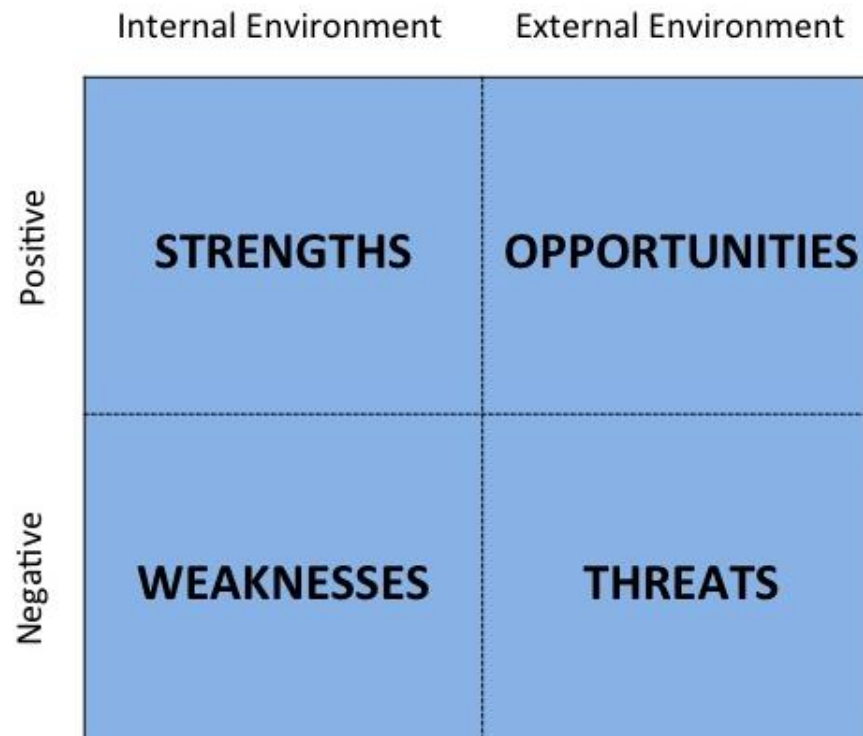 Internal Environment External Environment
Positive
STRENGTHS OPPORTUNITIES
Negative
WEAKNESSES THREATS